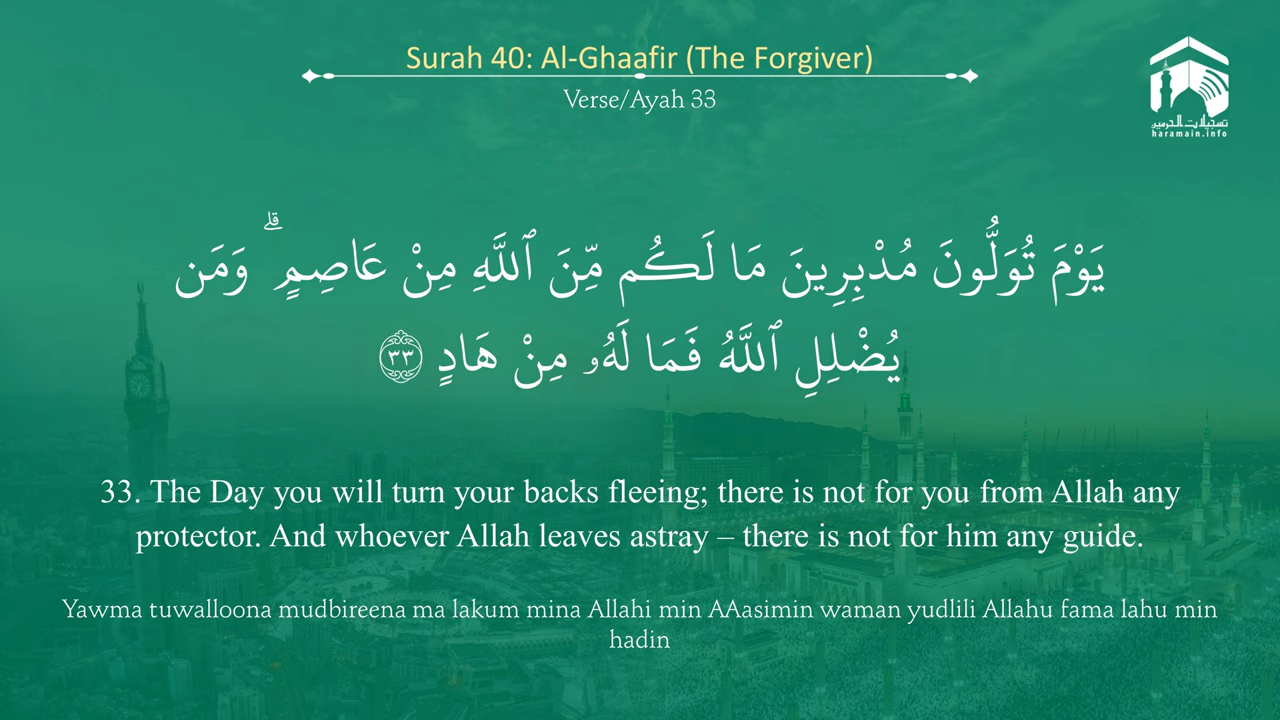 Surah 40: Al-Ghaafir (The Forgiver)
Verse/Ayah 33
تسجيلات الحرمين
haramain.info
يَوْمَ تُوَلُّونَ مُدْبِرِينَ مَا لَكُم مِّنَ ٱللَّهِ مِنْ عَاصِمٍ ۗ وَمَن
يُضْلِلِ ٱللَّهُ فَمَا لَهُۥ مِنْ هَادٍ ٣٣
33. The Day you will turn your backs fleeing; there is not for you from Allah any
protector. And whoever Allah leaves astray – there is not for him any guide.
Yawma tuwalloona mudbireena ma lakum mina Allahi min AAasimin waman yudlili Allahu fama lahu min
hadin